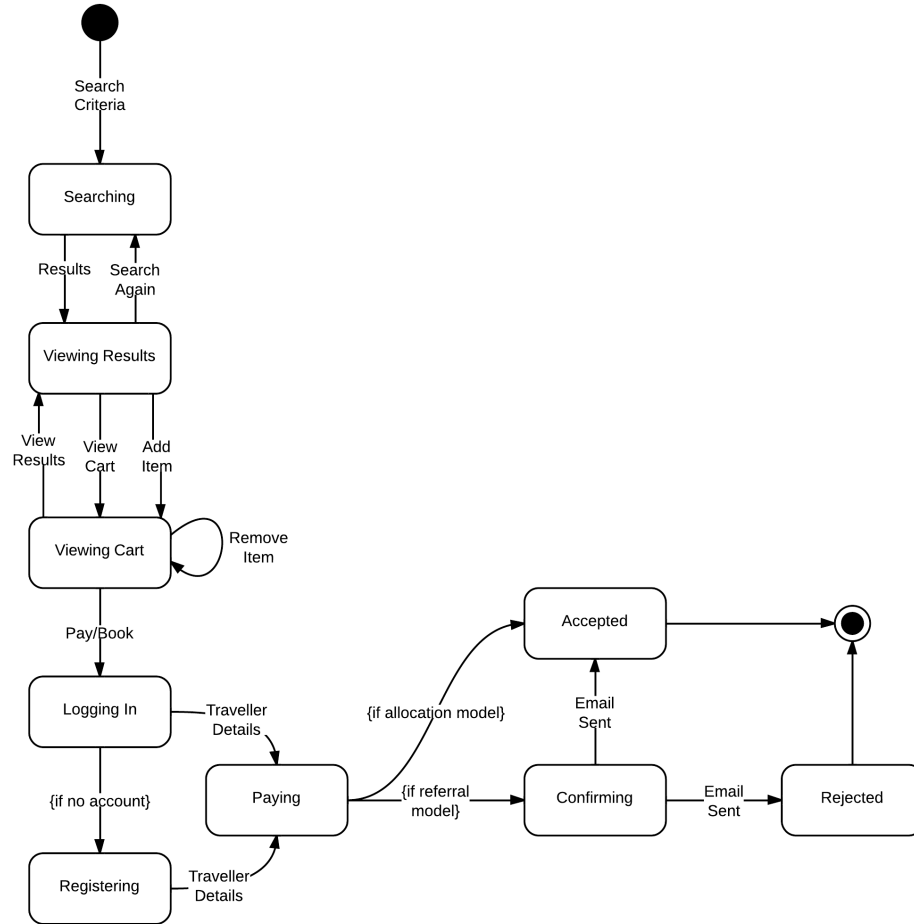 Search
Criteria
Searching
Results
Search
Again
Viewing Results
View
Results
View
Cart
Add
Item
Viewing Cart
Remove
Item
Pay/Book
Logging In
Traveller
Details
{if no account}
Registering
Traveller
Details
Paying
{if allocation model}
{if referral
model}
Accepted
Email
Sent
Confirming
Email
Sent
Rejected